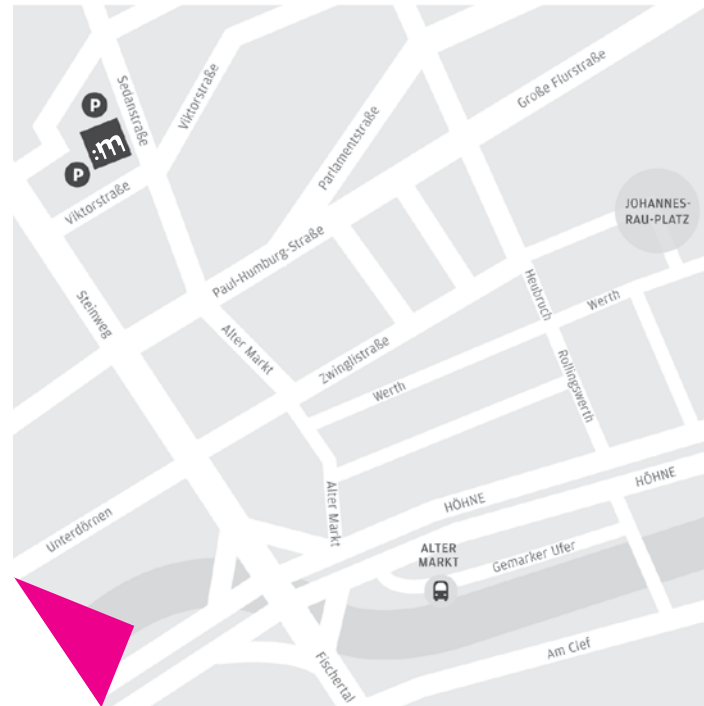 P
Sedanstraße
:m
P
Viktorstraße
Viktorstraße
Parlamentstraße
Große Flurstraße
JOHANNES-
RAU-PLATZ
Paul-Humburg-Straße
Steinweg
Alter Markt
Zwinglistraße
Heubruch
Werth
Werth
Rollingswerth
Alter Markt
HÖHNE
HÖHNE
Unterdörnen
ALTER
MARKT
Gemarker Ufer
Am Clef
Fischertal